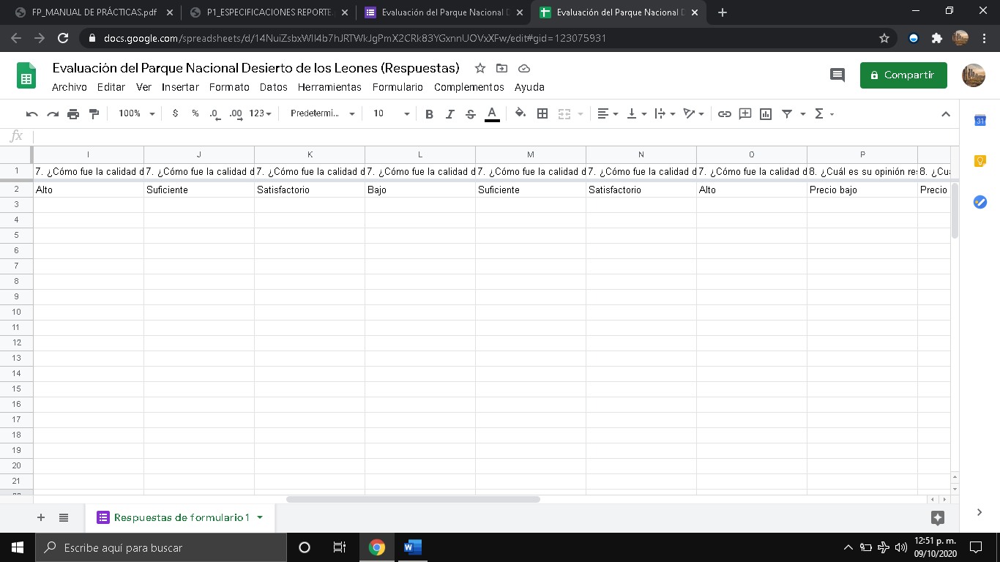 FP_MANUAL DE PRÁCTICAS.pdf
P1_ESPECIFICACIONES REPORTE.
Evaluación del Parque Nacional D
Evaluación del Parque Nacional D
docs.google.com/spreadsheets/d/14NuiZsbxWlI4b7hJRTWkJgPmX2CRk83YGxnnUOVxXFw/edit#gid=123075931
Evaluación del Parque Nacional Desierto de los Leones (Respuestas)
Archivo Editar Ver Insertar Formato Datos Herramientas Formulario Complementos Ayuda
Compartir
100% $ % .0 .00 123 Predetermi... 10 B I S A Σ
31
fx
I J K L M N O P
1 7. ¿Cómo fue la calidad d 7. ¿Cómo fue la calidad d 7. ¿Cómo fue la calidad d 7. ¿Cómo fue la calidad d 7. ¿Cómo fue la calidad d 7. ¿Cómo fue la calidad d 7. ¿Cómo fue la calidad d 8. ¿Cuál es su opinión res 8. ¿Cuá
2 Alto Suficiente Satisfactorio Bajo Suficiente Satisfactorio Alto Precio bajo Precio
3
4
5
6
7
8
9
10
11
12
13
14
15
16
17
18
19
20
21
22
Respuestas de formulario 1
Escribe aquí para buscar
12:51 p. m.
09/10/2020